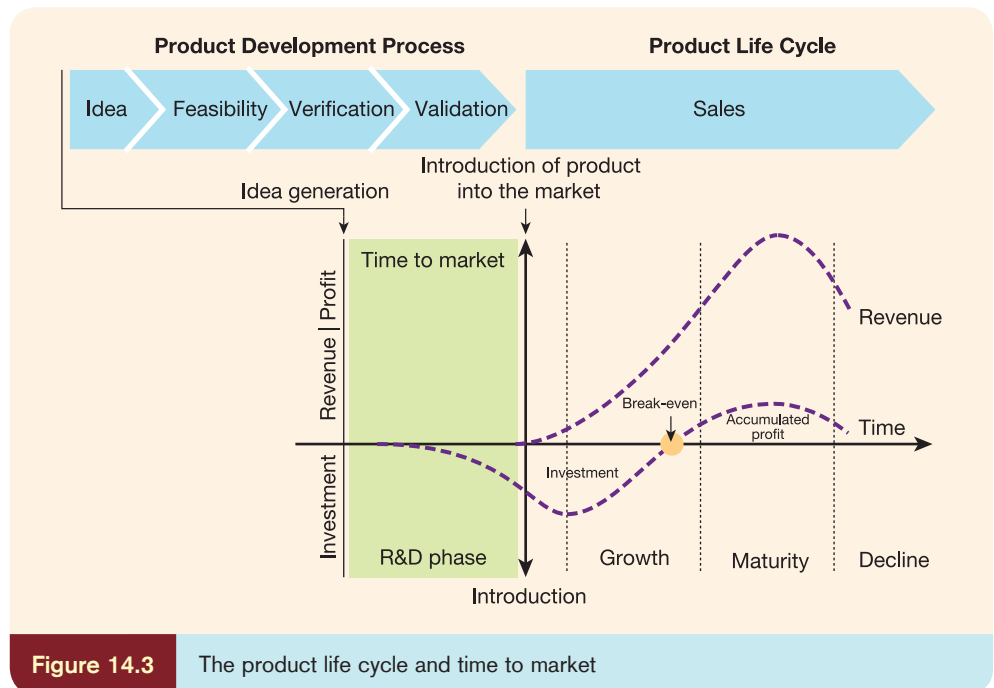 Product Development Process
Product Life Cycle
Idea
Feasibility
Verification
Validation
Sales
Idea generation
Introduction of product
into the market
Time to market
Revenue | Profit
Investment
R&D phase
Introduction
Break-even
Investment
Accumulated
profit
Revenue
Time
Growth
Maturity
Decline
Figure 14.3
The product life cycle and time to market